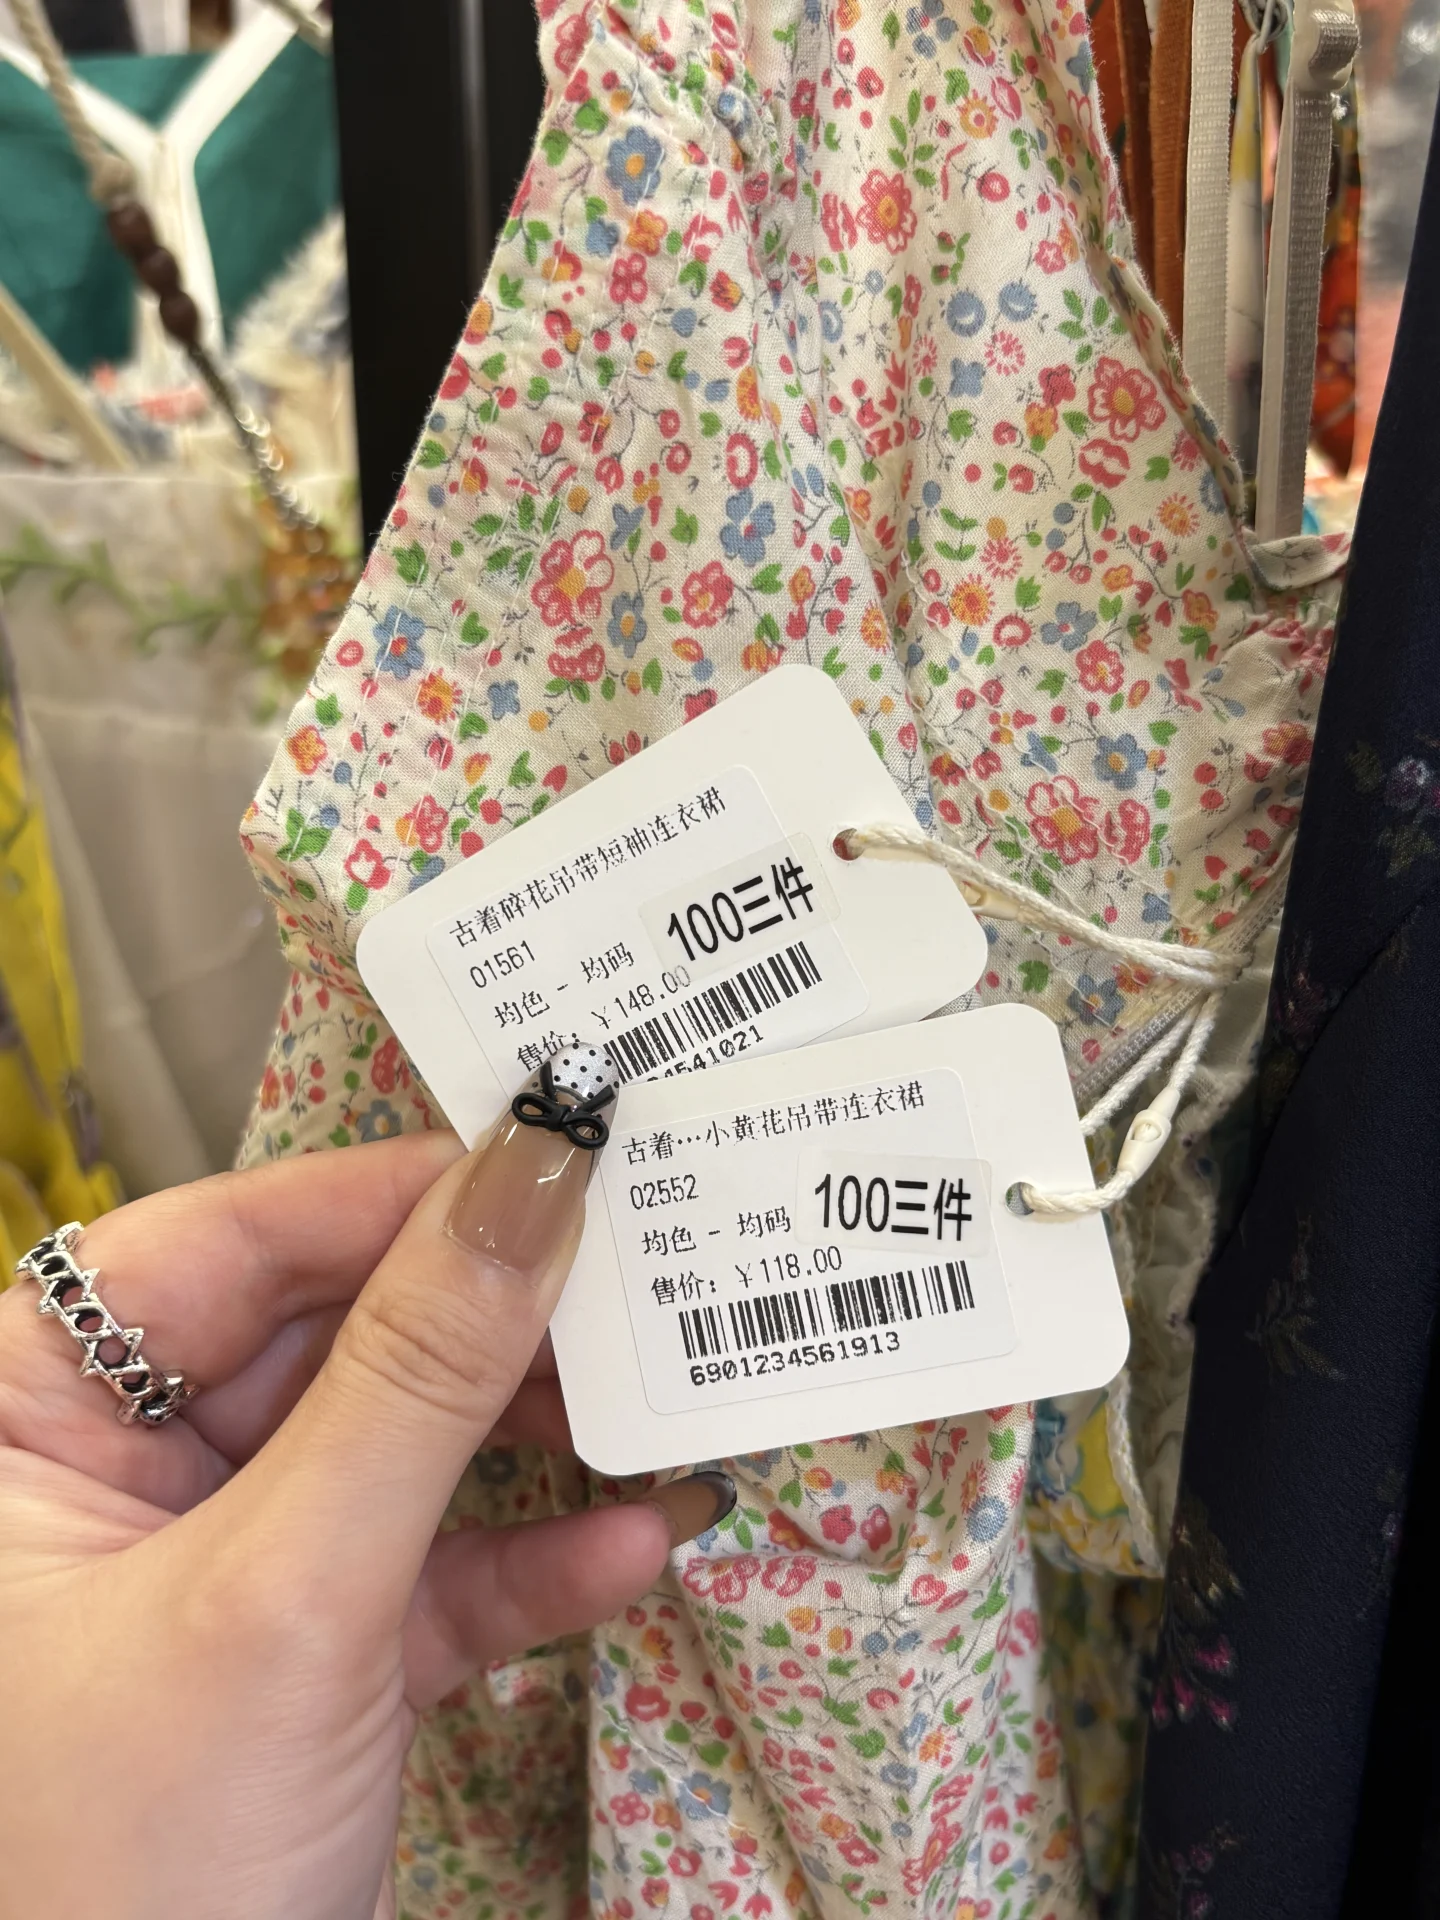 古着碎花吊带短袖连衣裙
01561
100三件
均色 - 均码
售价: ¥148.00
4541021
古着…小黄花吊带连衣裙
02552
100三件
均色 - 均码
售价: ¥118.00
6901234561913